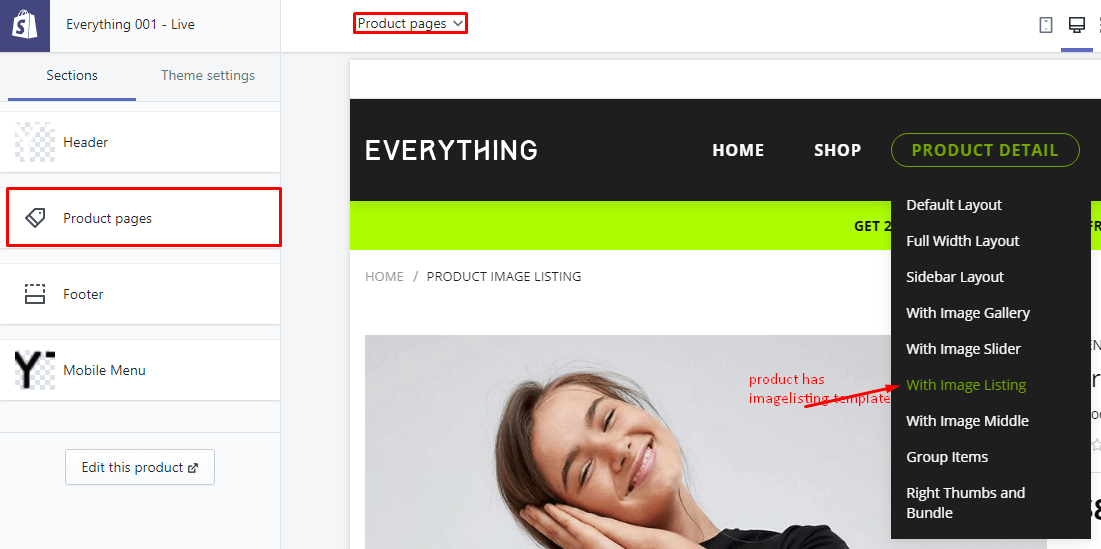 Everything 001 - Live
Product pages
Sections
Theme settings
Header
Product pages
Footer
Mobile Menu
Edit this product
EVERYTHING
HOME
SHOP
PRODUCT DETAIL
Default Layout
Full Width Layout
Sidebar Layout
With Image Gallery
With Image Slider
With Image Listing
With Image Middle
Group Items
Right Thumbs and
Bundle
GET 2
HOME / PRODUCT IMAGE LISTING
product has
imagelisting template